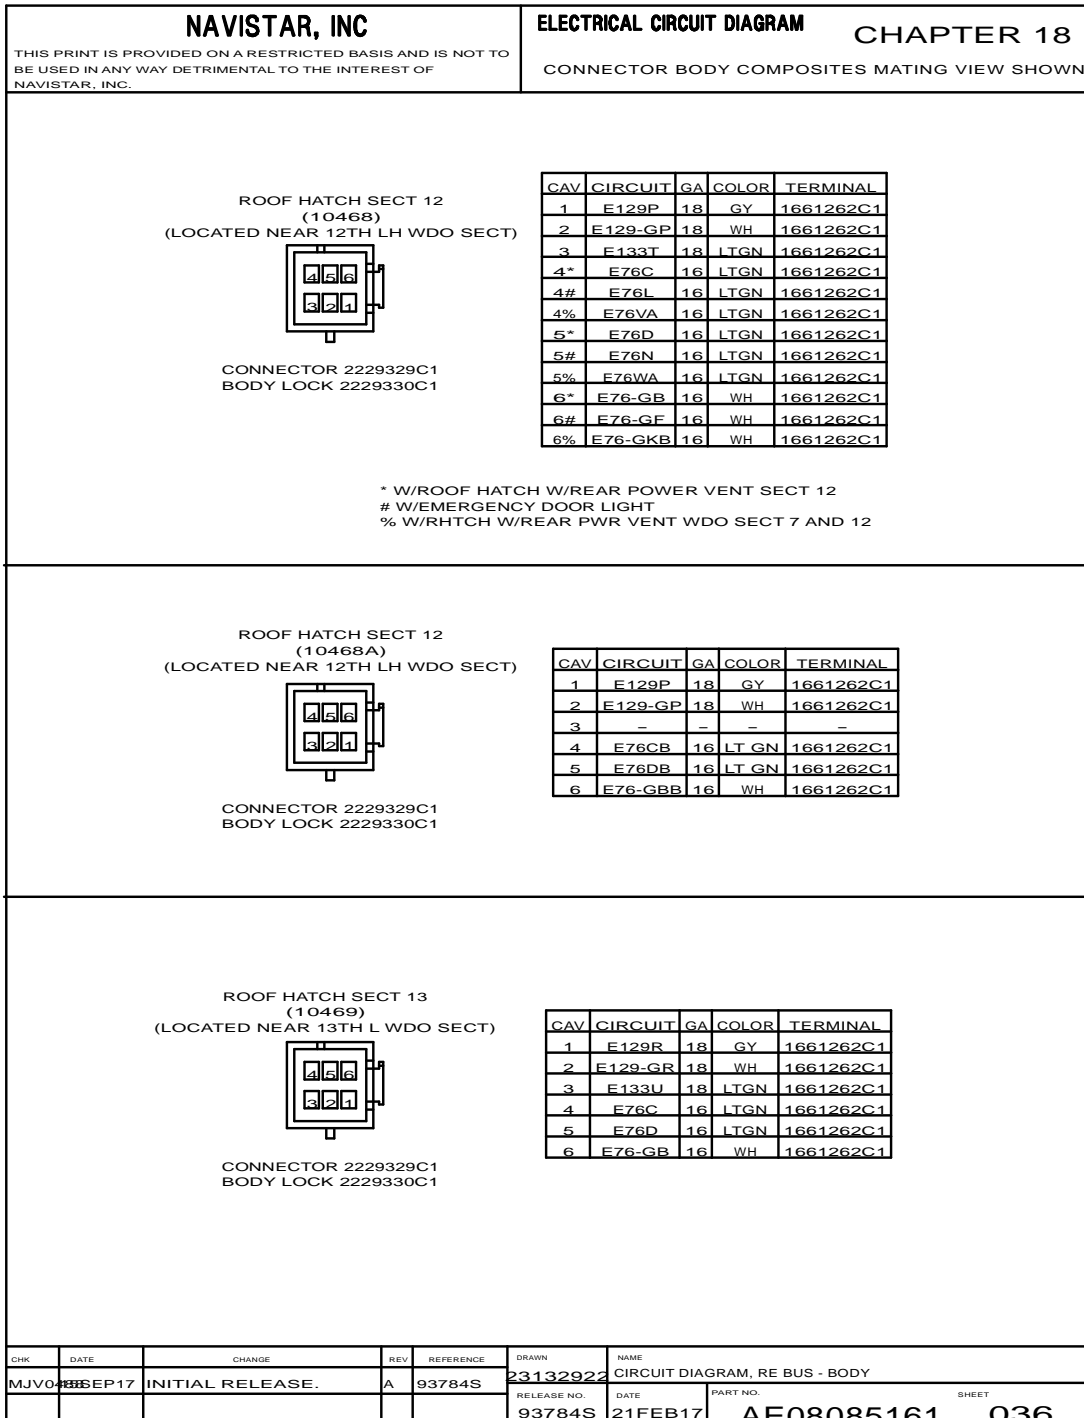 NAVISTAR, INC
THIS PRINT IS PROVIDED ON A RESTRICTED BASIS AND IS NOT TO
BE USED IN ANY WAY DETRIMENTAL TO THE INTEREST OF
NAVISTAR, INC.
ELECTRICAL CIRCUIT DIAGRAM
CHAPTER 18
CONNECTOR BODY COMPOSITES MATING VIEW SHOWN
ROOF HATCH SECT 12
(10468)
(LOCATED NEAR 12TH LH WDO SECT)
4 5 6
3 2 1
CONNECTOR 2229329C1
BODY LOCK 2229330C1
CAV CIRCUIT GA COLOR TERMINAL
1 E129P 18 GY 1661262C1
2 E129-GP 18 WH 1661262C1
3 E133T 18 LTGN 1661262C1
4* E76C 16 LTGN 1661262C1
4# E76L 16 LTGN 1661262C1
4% E76VA 16 LTGN 1661262C1
5* E76D 16 LTGN 1661262C1
5# E76N 16 LTGN 1661262C1
5% E76WA 16 LTGN 1661262C1
6* E76-GB 16 WH 1661262C1
6# E76-GF 16 WH 1661262C1
6% E76-GKB 16 WH 1661262C1
* W/ROOF HATCH W/REAR POWER VENT SECT 12
# W/EMERGENCY DOOR LIGHT
% W/RHTCH W/REAR PWR VENT WDO SECT 7 AND 12
ROOF HATCH SECT 12
(10468A)
(LOCATED NEAR 12TH LH WDO SECT)
4 5 6
3 2 1
CONNECTOR 2229329C1
BODY LOCK 2229330C1
CAV CIRCUIT GA COLOR TERMINAL
1 E129P 18 GY 1661262C1
2 E129-GP 18 WH 1661262C1
3 – – – –
4 E76CB 16 LT GN 1661262C1
5 E76DB 16 LT GN 1661262C1
6 E76-GBB 16 WH 1661262C1
ROOF HATCH SECT 13
(10469)
(LOCATED NEAR 13TH L WDO SECT)
4 5 6
3 2 1
CONNECTOR 2229329C1
BODY LOCK 2229330C1
CAV CIRCUIT GA COLOR TERMINAL
1 E129R 18 GY 1661262C1
2 E129-GR 18 WH 1661262C1
3 E133U 18 LTGN 1661262C1
4 E76C 16 LTGN 1661262C1
5 E76D 16 LTGN 1661262C1
6 E76-GB 16 WH 1661262C1
CHK DATE CHANGE REV REFERENCE
SEP17 INITIAL RELEASE. A 93784S
DRAWN
23132922
NAME
CIRCUIT DIAGRAM, RE BUS - BODY
RELEASE NO. DATE PART NO. SHEET
93784S 21FEB17 AE08085161 036